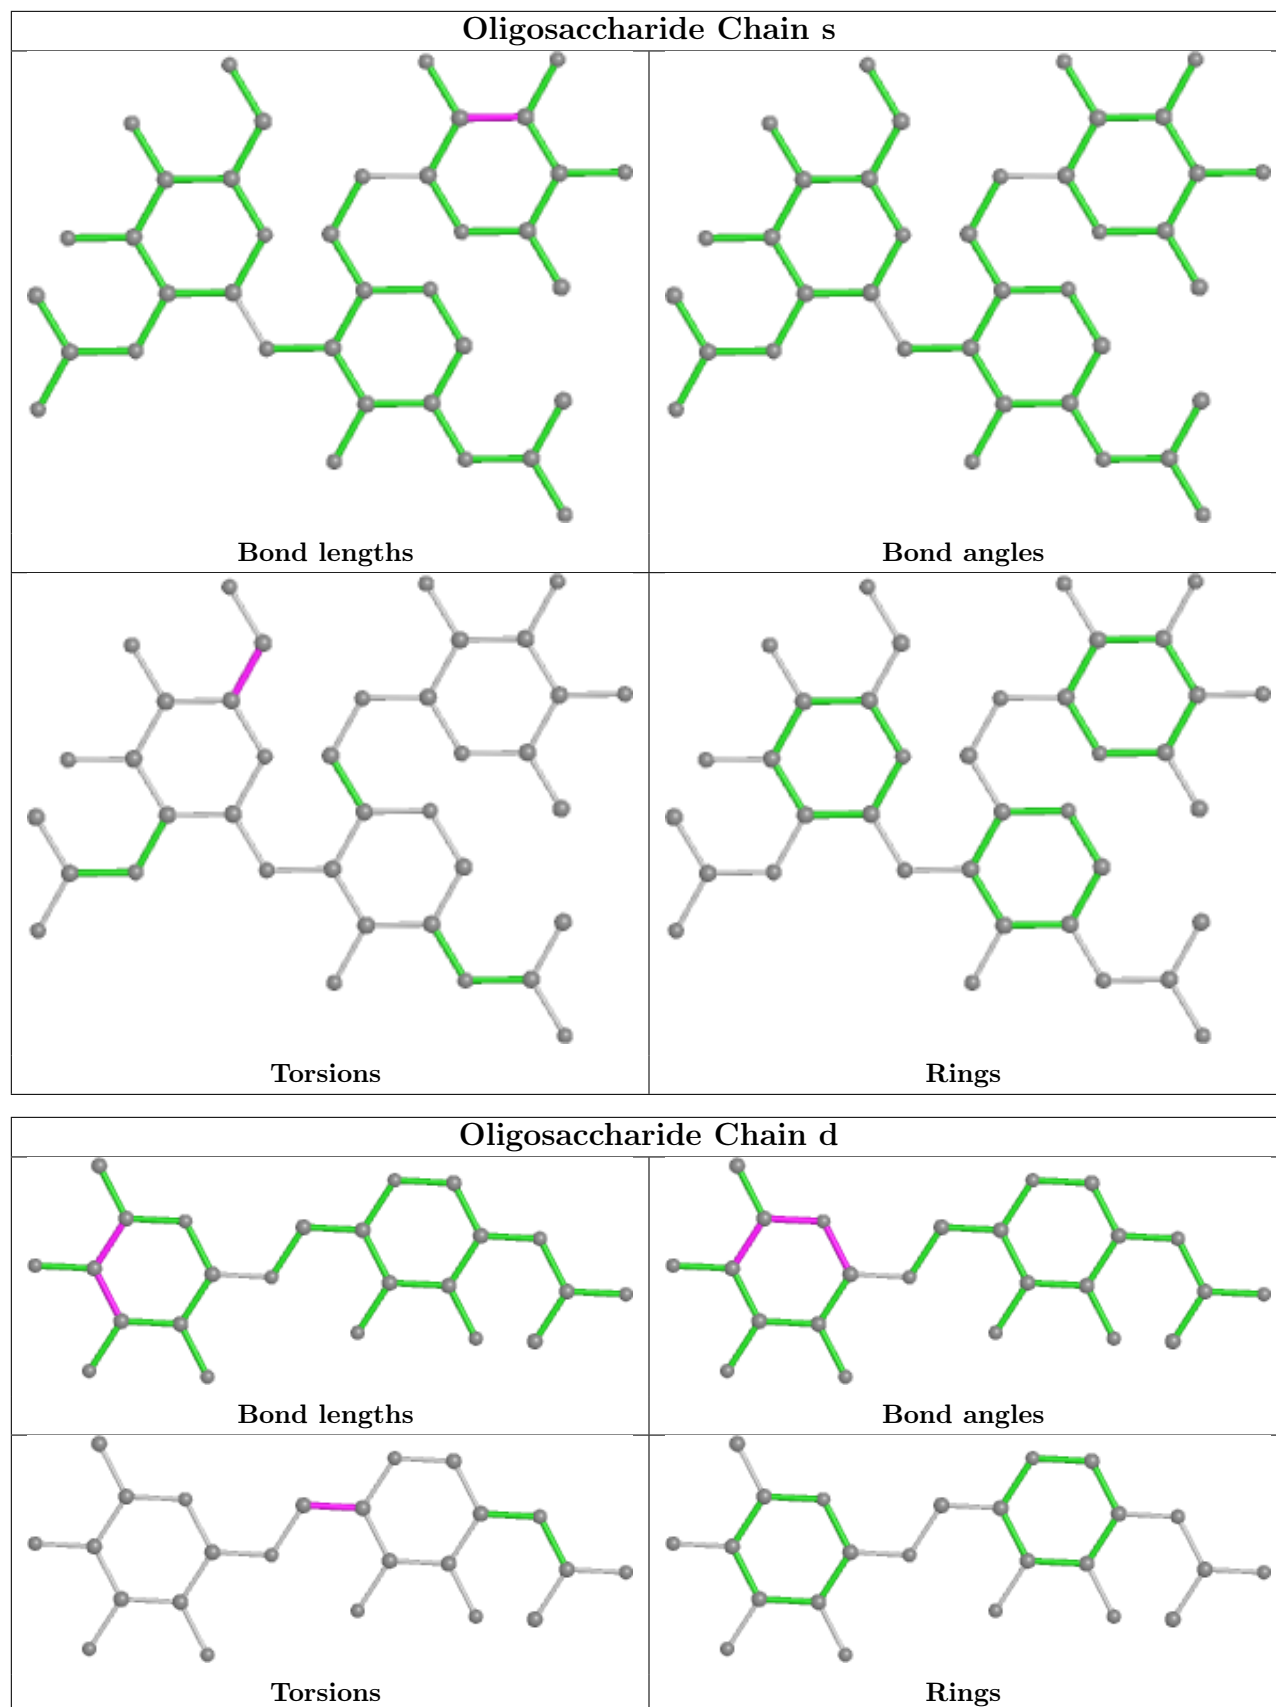 Oligosaccharide Chain s
Bond lengths
Bond angles
Torsions
Rings
Oligosaccharide Chain d
Bond lengths
Bond angles
Torsions
Rings